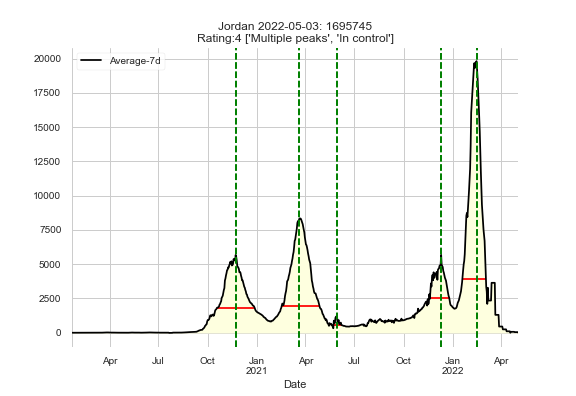 Jordan 2022-05-03: 1695745
Rating:4 ['Multiple peaks', 'In control']
Average-7d
20000
17500
15000
12500
10000
7500
5000
2500
0
Apr Jul Oct Jan Apr Jul Oct Jan Apr
2021 2022
Date